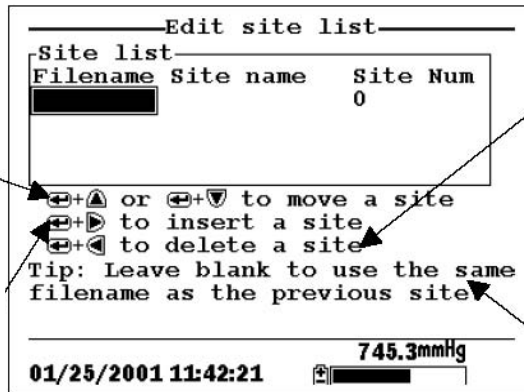 Edit site list
Site list
Filename Site name Site Num
0
+ or + to move a site
+ to insert a site
+ to delete a site
Tip: Leave blank to use the same
filename as the previous site
745.3mmHg
01/25/2001 11:42:21